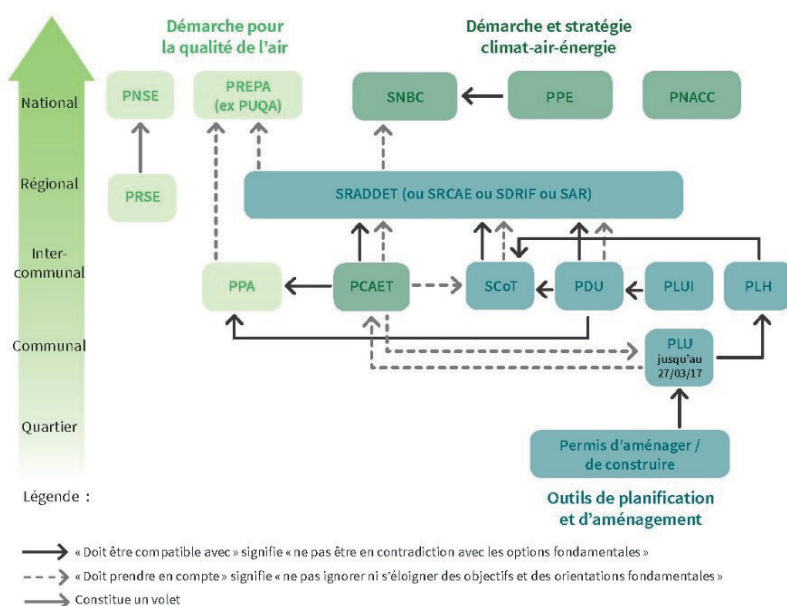 Démarche pour
la qualité de l'air
Démarche et stratégie
climat-air-énergie
National
PNSE
PREPA
(ex PUQA)
SNBC
PPE
PNACC
Régional
PRSE
SRADDET (ou SRCAE ou SDRIF ou SAR)
Inter-
communal
PPA
PCAET
SCoT
PDU
PLUI
PLH
Communal
PLU
jusqu'au
27/03/17
Quartier
Permis d'aménager /
de construire
Légende :
Outils de planification
et d'aménagement
« Doit être compatible avec » signifie « ne pas être en contradiction avec les options fondamentales »
« Doit prendre en compte » signifie « ne pas ignorer ni s'éloigner des objectifs et des orientations fondamentales »
Constitue un volet